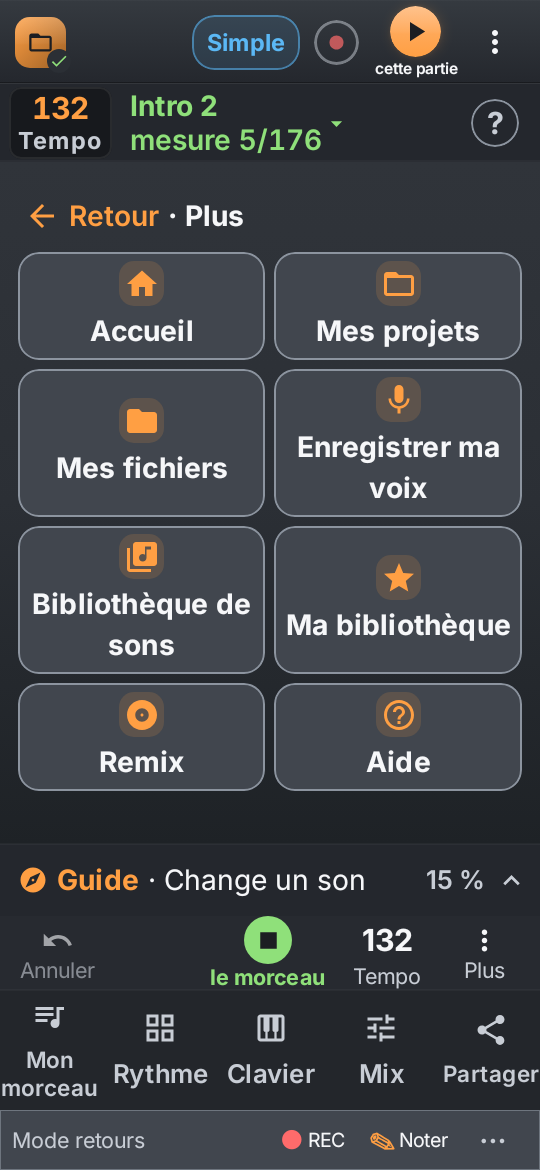 Simple
cette partie
132
Tempo
Intro 2
mesure 5/176
?
Retour · Plus
Accueil
Mes projets
Mes fichiers
Enregistrer ma
voix
Bibliothèque de
sons
Ma bibliothèque
Remix
Aide
Guide · Change un son
15 %
Annuler
le morceau
132
Tempo
Plus
Mon
morceau
Rythme
Clavier
Mix
Partager
Mode retours
REC
Noter